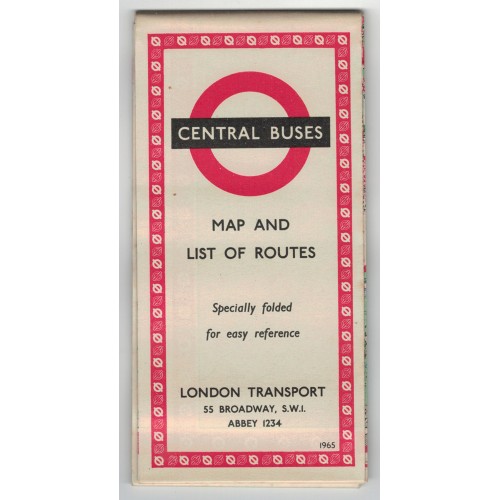 CENTRAL BUSES
MAP AND
LIST OF ROUTES
Specially folded
for easy reference
LONDON TRANSPORT
55 BROADWAY, S.W.I.
ABBEY 1234
1965